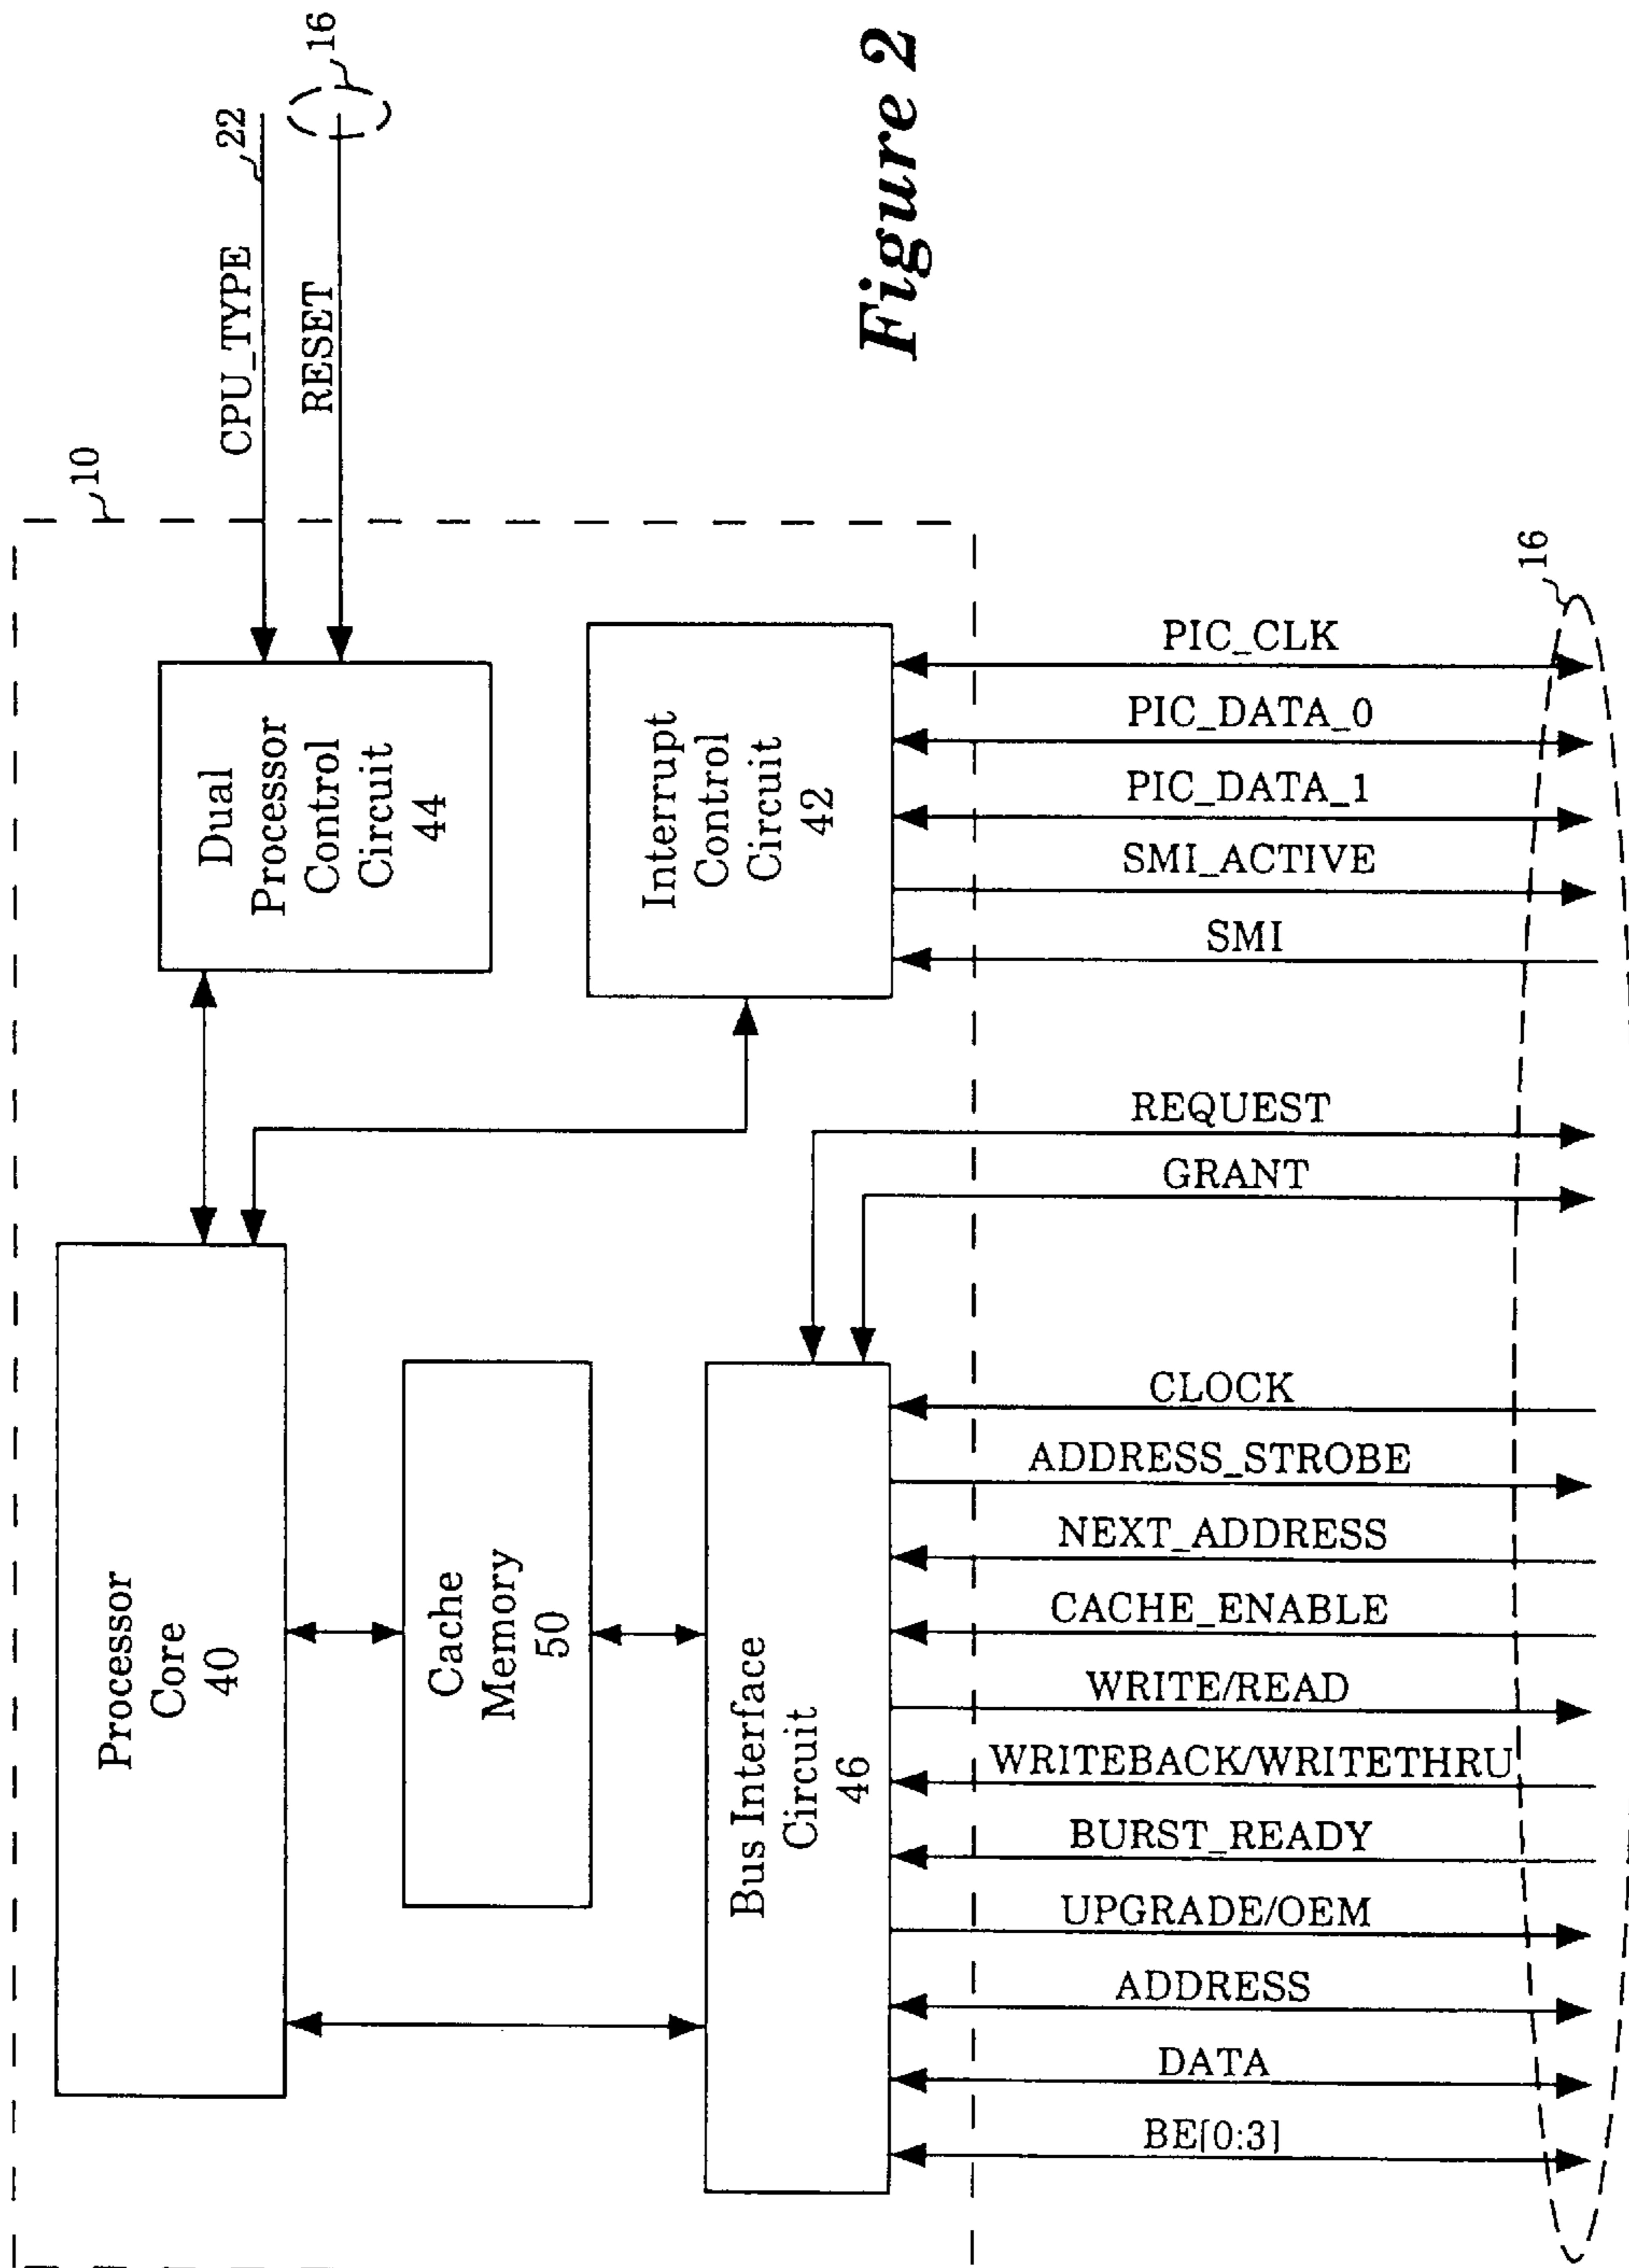 10
CPU_TYPE
22
RESET
16
Dual
Processor
Control
Circuit
44
Processor
Core
40
Cache
Memory
50
Interrupt
Control
Circuit
42
Bus Interface
Circuit
46
BE[0:3]
DATA
ADDRESS
UPGRADE/OEM
BURST_READY
WRITEBACK/WRITETHRU
WRITE/READ
CACHE_ENABLE
NEXT_ADDRESS
ADDRESS_STROBE
CLOCK
GRANT
REQUEST
SMI
SMI_ACTIVE
PIC_DATA_1
PIC_DATA_0
PIC_CLK
16
Figure 2